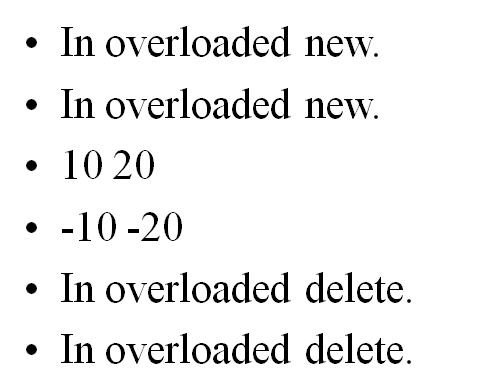 • In overloaded new.
• In overloaded new.
• 10 20
• -10 -20
• In overloaded delete.
• In overloaded delete.